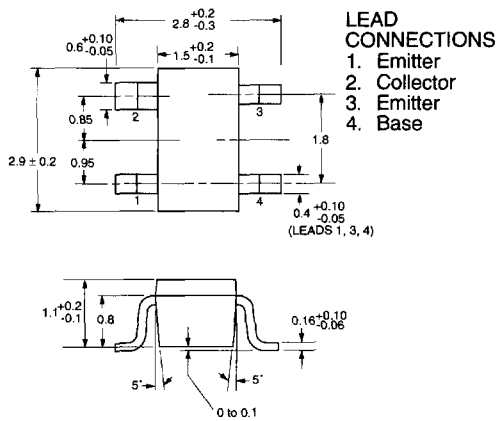 2.8 +0.2 -0.3
0.6 +0.10 -0.05
1.5 +0.2 -0.1
LEAD
CONNECTIONS
1. Emitter
2. Collector
3. Emitter
4. Base
2
3
0.85
1.8
2.9 ± 0.2
0.95
1
4
0.4 +0.10 -0.05
(LEADS 1, 3, 4)
1.1 +0.2 -0.1
0.8
0.16 +0.10 -0.06
5°
5°
0 to 0.1